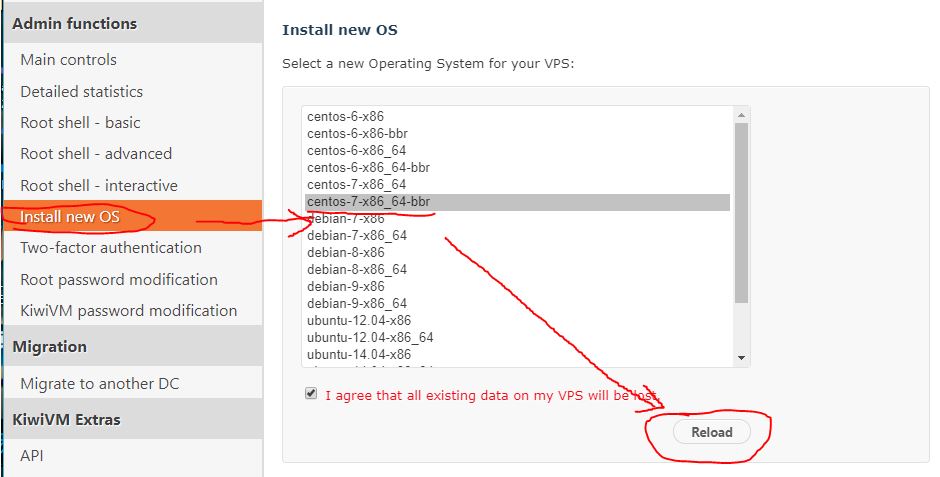 Admin functions
Main controls
Detailed statistics
Root shell - basic
Root shell - advanced
Root shell - interactive
Install new OS
Two-factor authentication
Root password modification
KiwiVM password modification
Migration
Migrate to another DC
KiwiVM Extras
API
Install new OS
Select a new Operating System for your VPS:
centos-6-x86
centos-6-x86-bbr
centos-6-x86_64
centos-6-x86_64-bbr
centos-7-x86_64
centos-7-x86_64-bbr
debian-7-x86
debian-7-x86_64
debian-8-x86
debian-8-x86_64
debian-9-x86
debian-9-x86_64
ubuntu-12.04-x86
ubuntu-12.04-x86_64
ubuntu-14.04-x86
I agree that all existing data on my VPS will be lost.
Reload